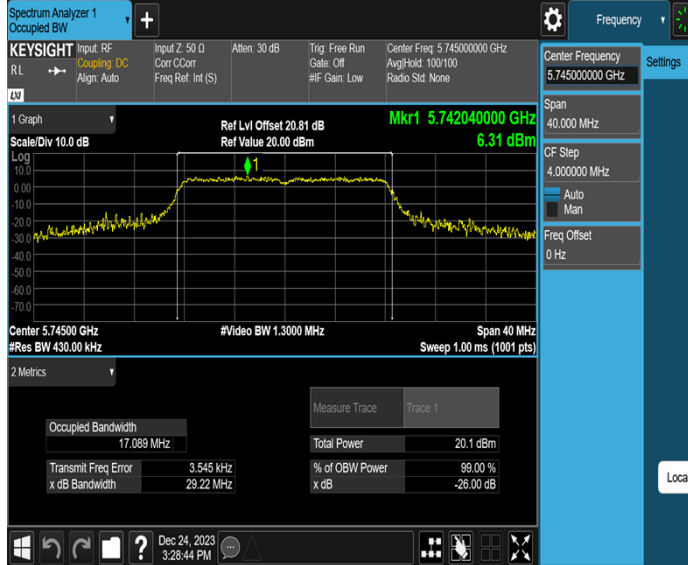 Spectrum Analyzer 1
Occupied BW
Frequency
KEYSIGHT
RL
LXI
Input: RF
Coupling: DC
Align: Auto
Input Z: 50 Ω
Corr CCorr
Freq Ref: Int (S)
Atten: 30 dB
Trig: Free Run
Gate: Off
#IF Gain: Low
Center Freq: 5.745000000 GHz
Avg|Hold: 100/100
Radio Std: None
1 Graph
Scale/Div 10.0 dB
Ref Lvl Offset 20.81 dB
Ref Value 20.00 dBm
Mkr1 5.742040000 GHz
6.31 dBm
Log
10.0
0.00
-10.0
-20.0
-30.0
-40.0
-50.0
-60.0
-70.0
1
Center 5.74500 GHz
#Res BW 430.00 kHz
#Video BW 1.3000 MHz
Span 40 MHz
Sweep 1.00 ms (1001 pts)
2 Metrics
Measure Trace
Trace 1
Occupied Bandwidth
17.089 MHz
Total Power
20.1 dBm
Transmit Freq Error
3.545 kHz
% of OBW Power
99.00 %
x dB Bandwidth
29.22 MHz
x dB
-26.00 dB
Dec 24, 2023
3:28:44 PM
Center Frequency
5.745000000 GHz
Settings
Span
40.000 MHz
CF Step
4.000000 MHz
Auto
Man
Freq Offset
0 Hz
Loca